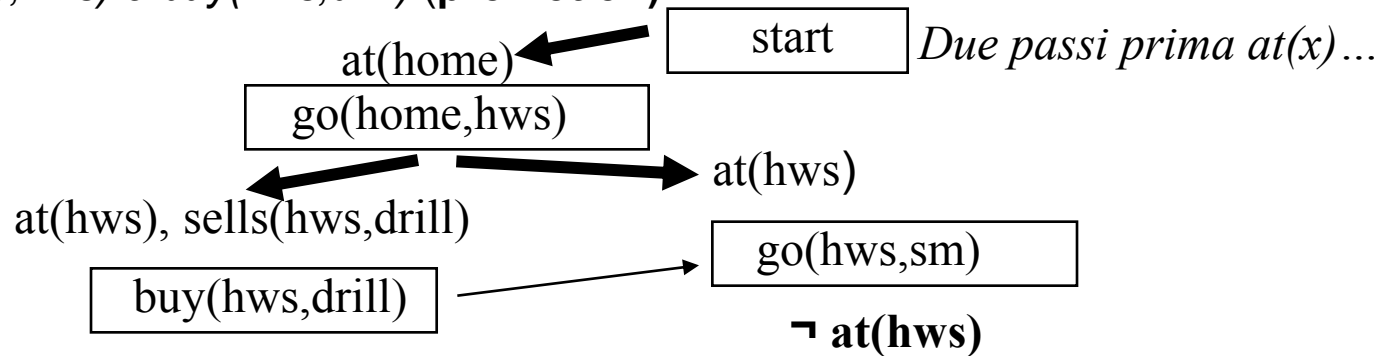 start
Due passi prima at(x)…
at(home)
go(home,hws)
at(hws)
at(hws), sells(hws,drill)
go(hws,sm)
buy(hws,drill)
¬ at(hws)